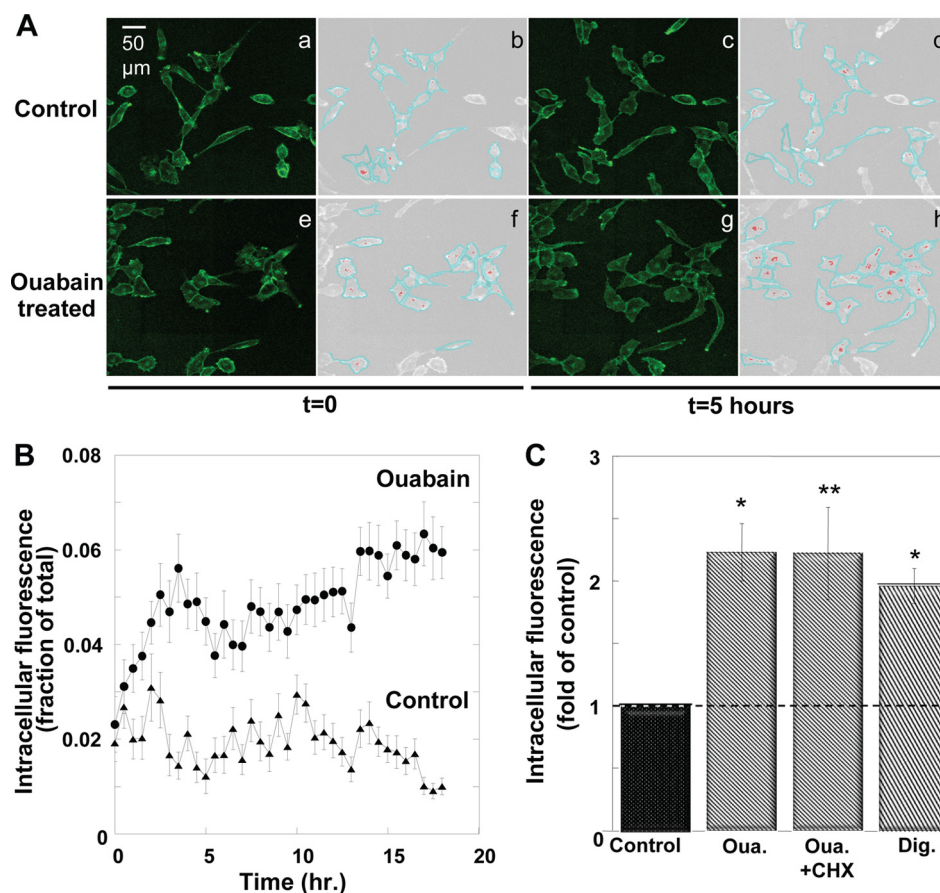 A
50
µm
a
b
c
d
Control
e
f
g
h
Ouabain
treated
t=0
t=5 hours
B
0.08
0.06
0.04
0.02
0
Intracellular fluorescence
(fraction of total)
Ouabain
Control
0
5
10
15
20
Time (hr.)
C
3
2
1
0
Intracellular fluorescence
(fold of control)
*
**
*
Control
Oua.
Oua.
+CHX
Dig.